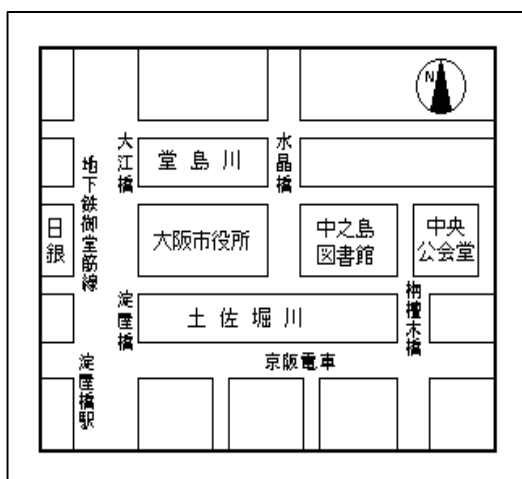 N
大江橋
堂島川
水晶橋
地下鉄御堂筋線
日銀
大阪市役所
中之島
図書館
中央
公会堂
淀屋橋
土佐堀川
栴檀木橋
京阪電車
淀屋橋駅